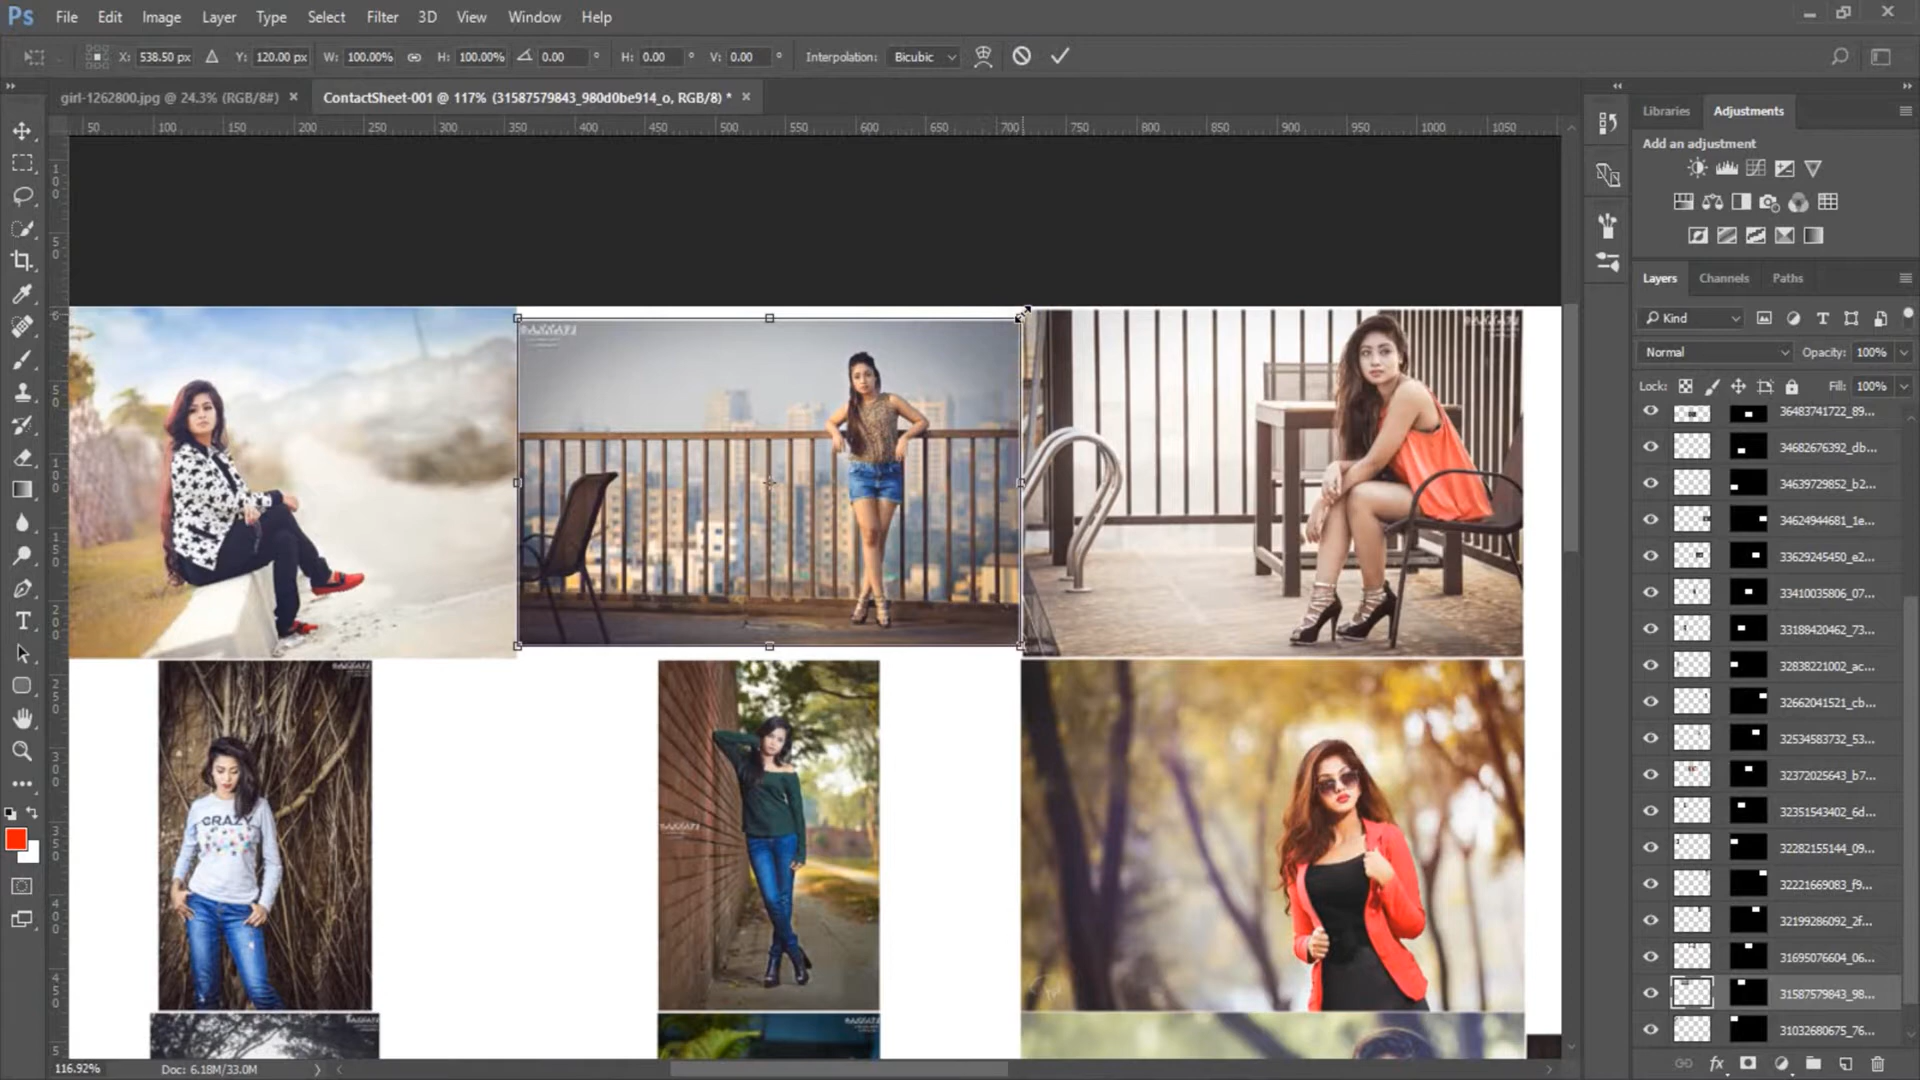 Ps File Edit Image Layer Type Select Filter 3D View Window Help
X: 538.50 px Y: 120.00 px W: 100.00% H: 100.00% 0.00 ° H: 0.00 ° V: 0.00 ° Interpolation: Bicubic
girl-1262800.jpg @ 24.3% (RGB/8#) × ContactSheet-001 @ 117% (31587579843_980d0be914_o, RGB/8) * ×
50 100 150 200 250 300 350 400 450 500 550 600 650 700 750 800 850 900 950 1000 1050
Libraries Adjustments
Add an adjustment
Layers Channels Paths
Kind
Normal Opacity: 100%
Lock: Fill: 100%
36483741722_89...
34682676392_db...
34639729852_b2...
34624944681_1e...
33629245450_e2...
33410035806_07...
33188420462_73...
32838221002_ac...
32662041521_cb...
32534583732_53...
32372025643_b7...
32351543402_6d...
32282155144_09...
32221669083_f9...
32199286092_2f...
31695076604_06...
31587579843_98...
31032680675_76...
CRAZY
116.92% Doc: 6.18M/33.0M